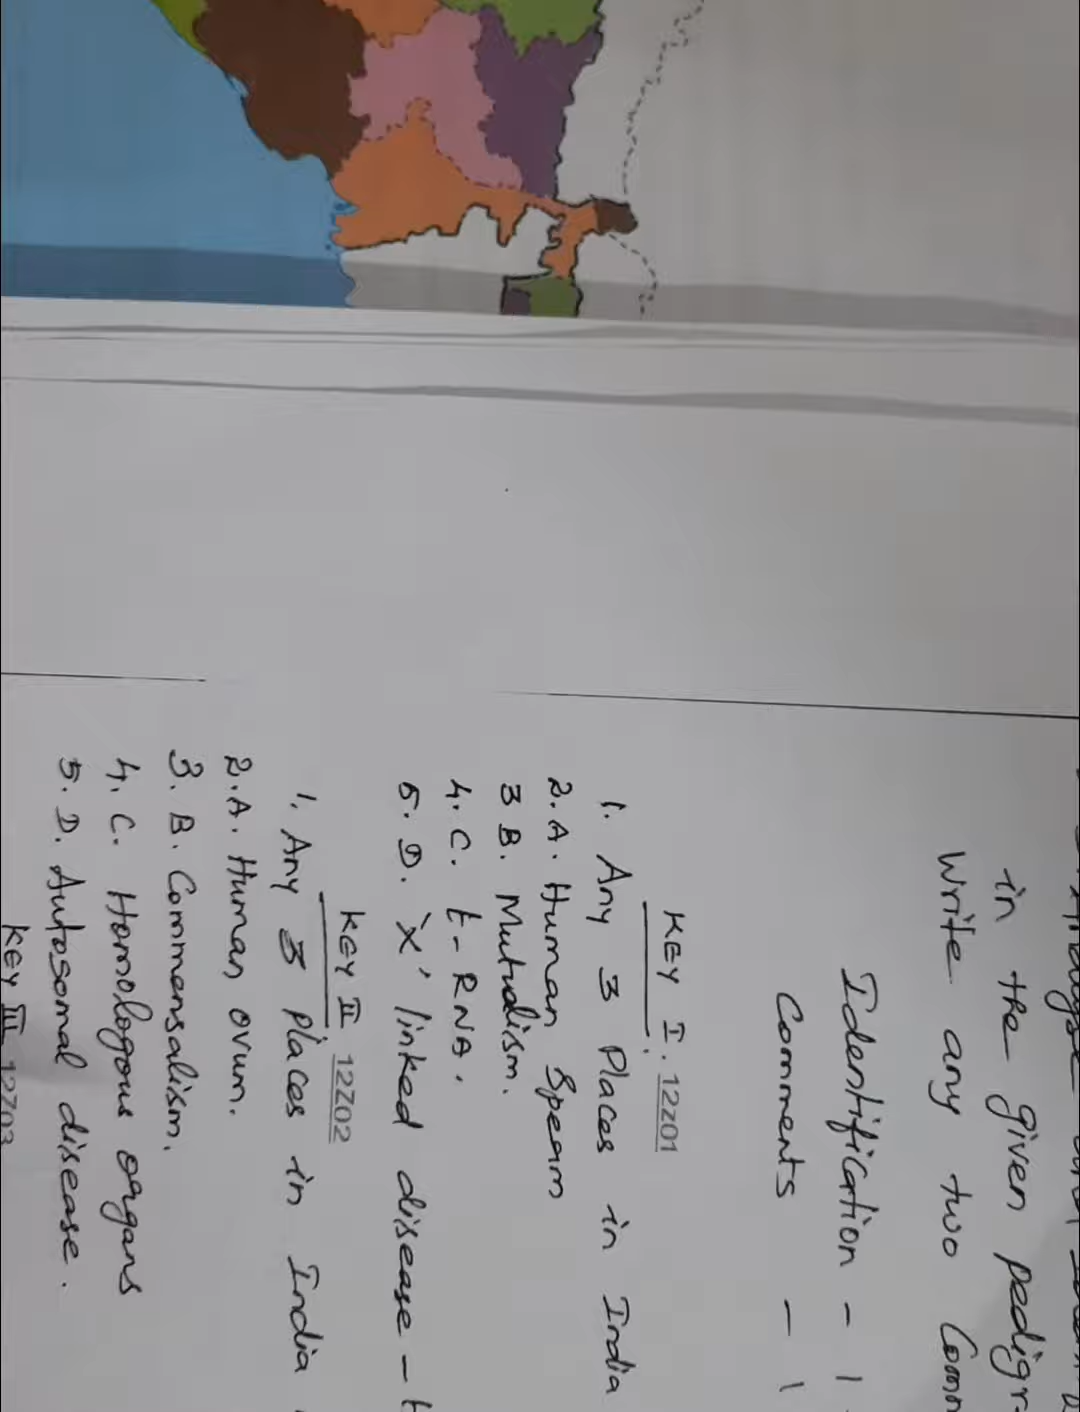 in the given pedigr-
Write any two Comm
Identification - 1
Comments - 1
KEY I. 12Z01
1. Any 3 Places in India
2. A. Human Sperm
3 B. Mutualism.
4. C. t-RNA.
5. D. 'X' linked disease -
KEY II 12Z02
1. Any 3 places in India
2. A. Human ovum.
3. B. Commensalism.
4. C. Homologous organs
5. D. Autosomal disease.
KEY III 12Z03